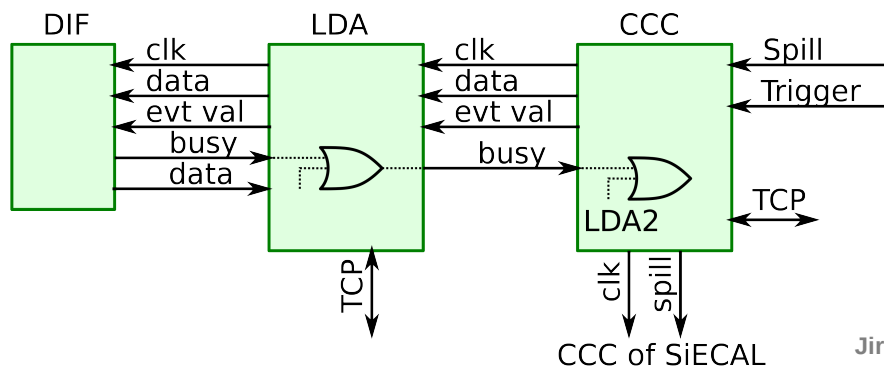 DIF
LDA
CCC
clk
data
evt val
busy
data
clk
data
evt val
busy
Spill
Trigger
TCP
LDA2
TCP
clk
spill
CCC of SiECAL
Jir